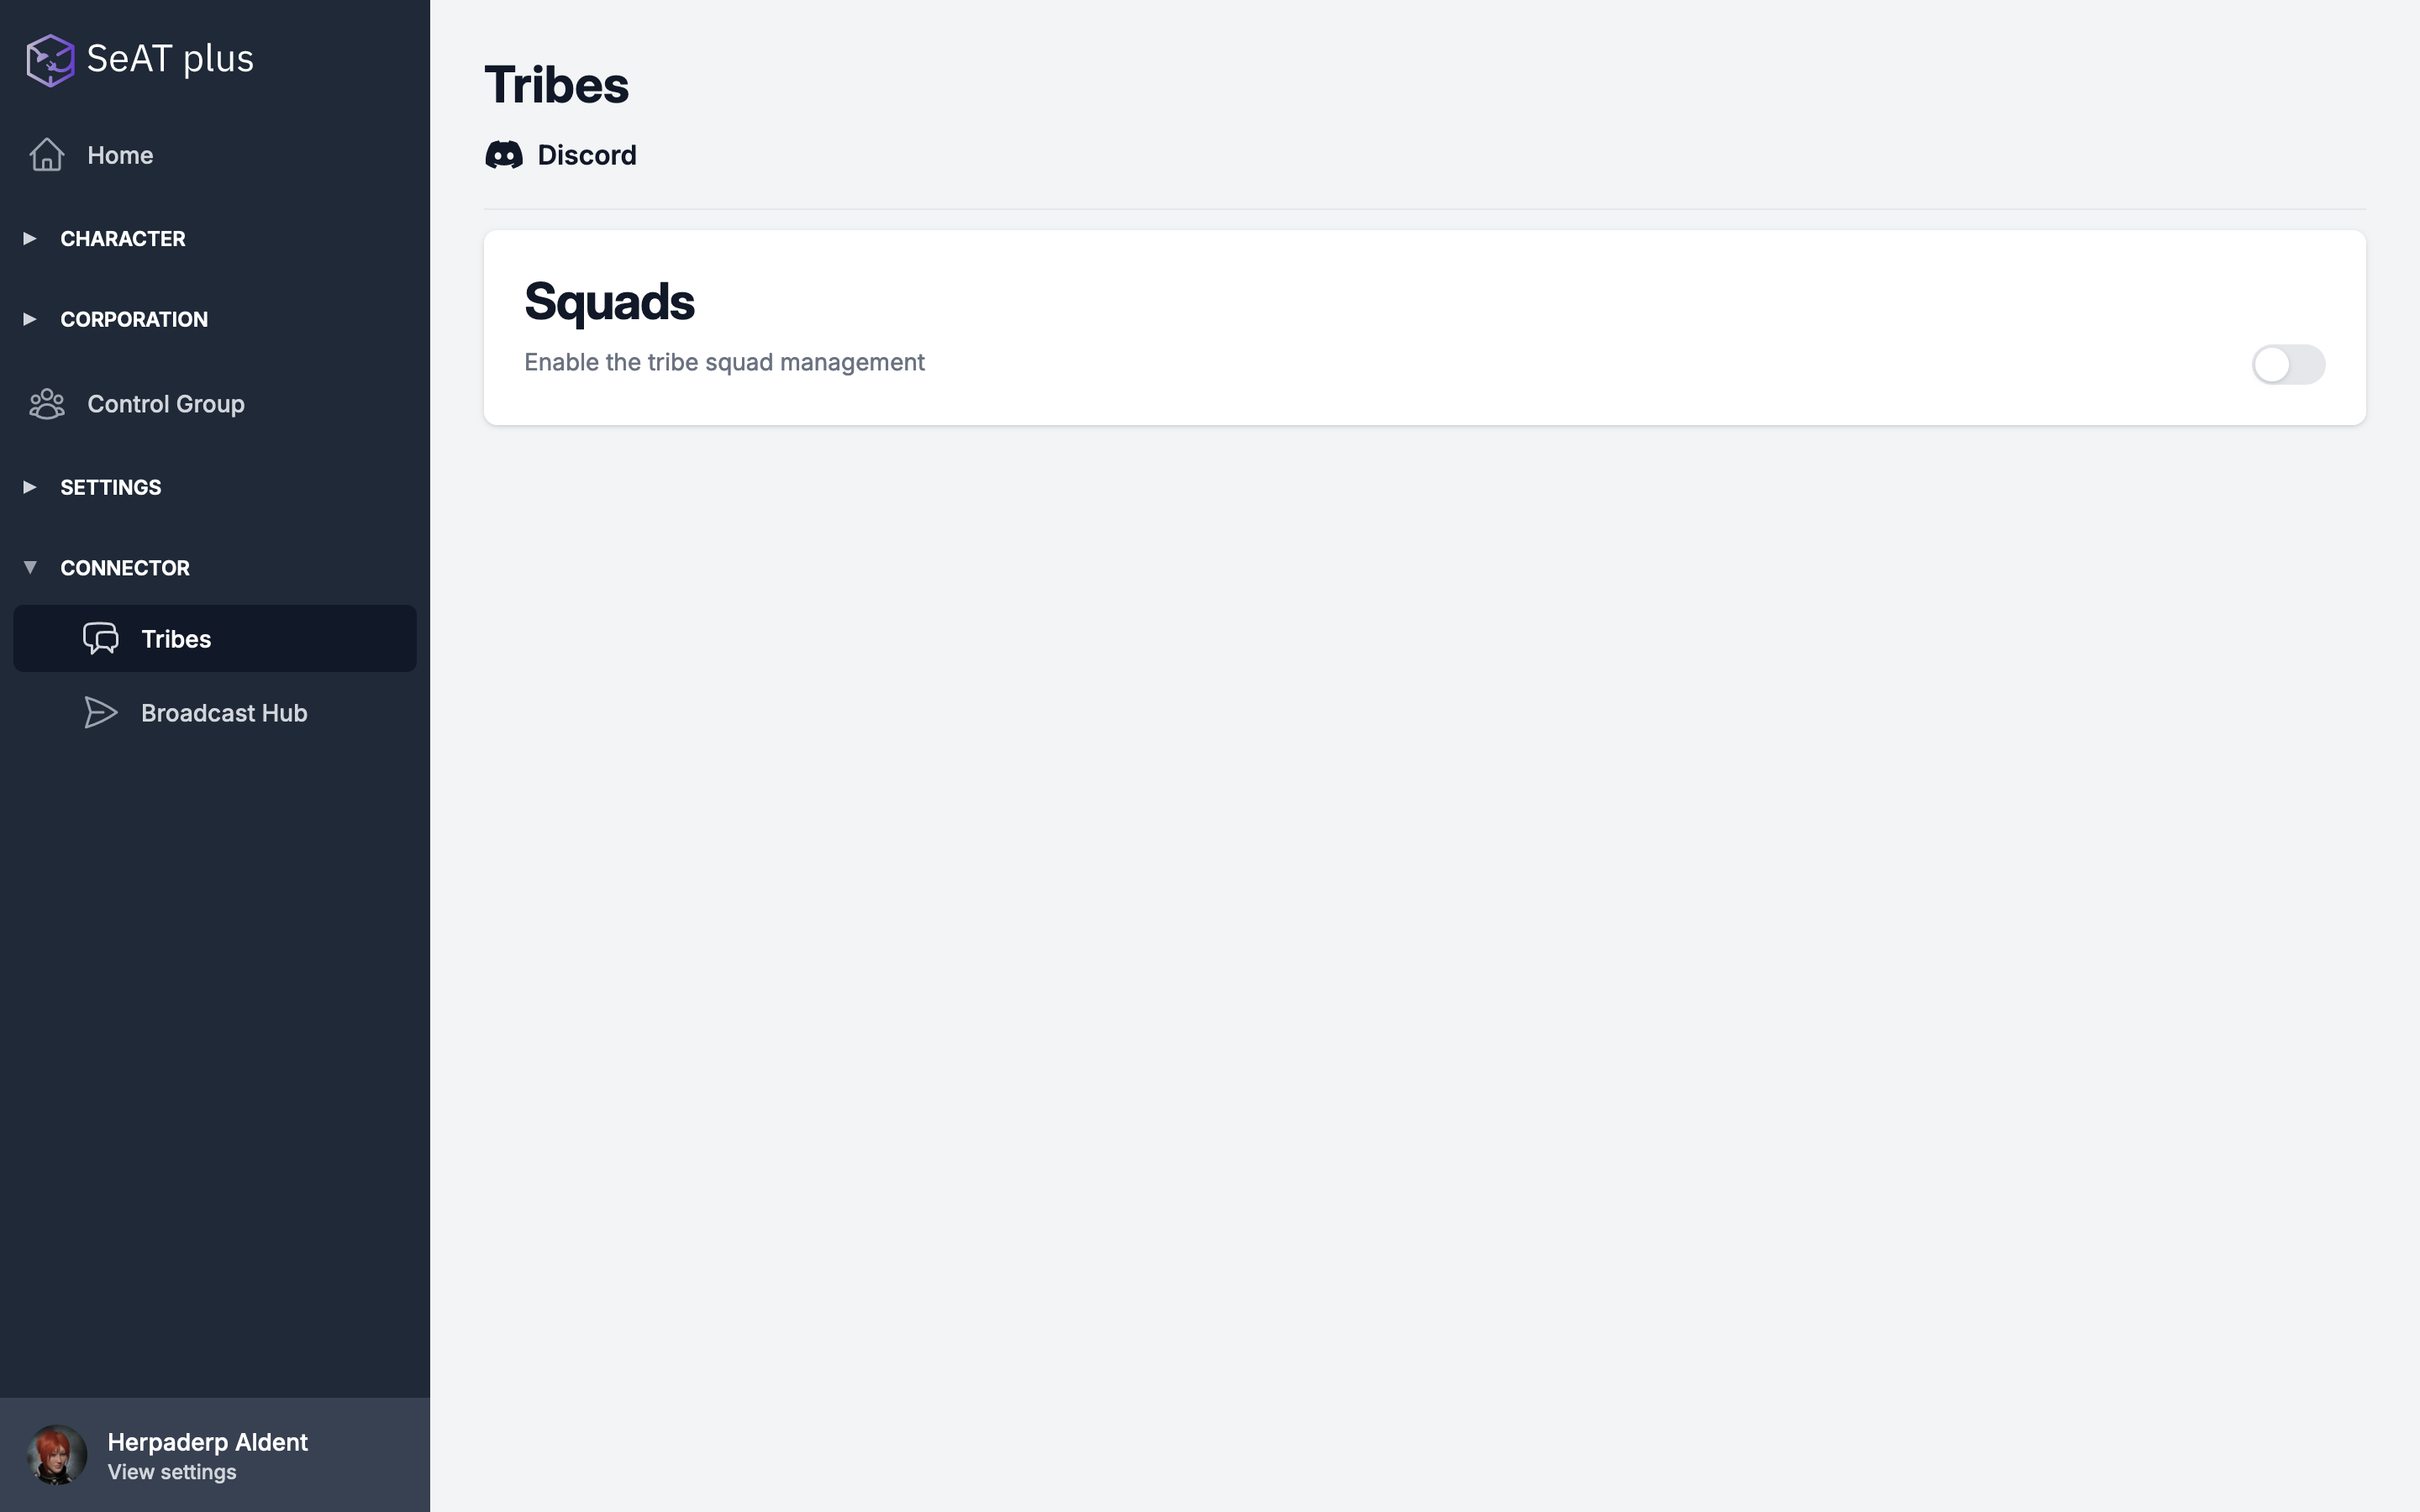 SeAT plus
Home
CHARACTER
CORPORATION
Control Group
SETTINGS
CONNECTOR
Tribes
Broadcast Hub
Herpaderp Aldent
View settings
Tribes
Discord
Squads
Enable the tribe squad management